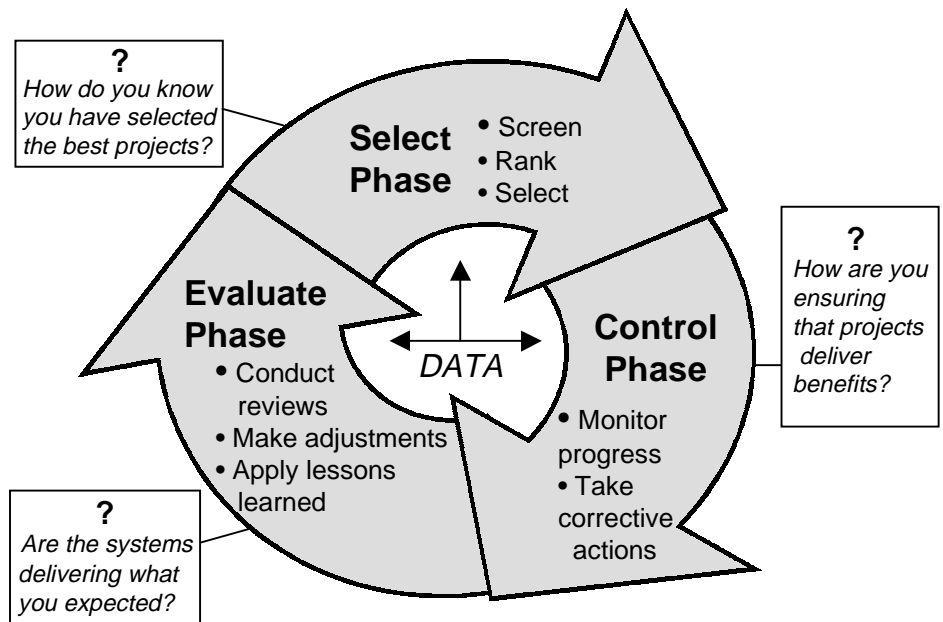 ?
How do you know
you have selected
the best projects?
Select
Phase
• Screen
• Rank
• Select
?
How are you
ensuring
that projects
deliver
benefits?
Control
Phase
• Monitor
progress
• Take
corrective
actions
Evaluate
Phase
• Conduct
reviews
• Make adjustments
• Apply lessons
learned
DATA
?
Are the systems
delivering what
you expected?